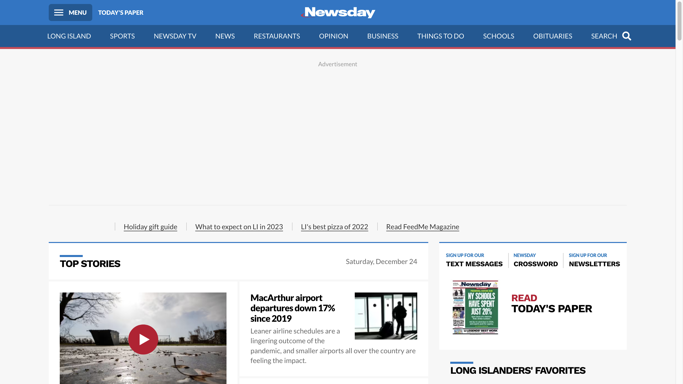 MENU
TODAY'S PAPER
Newsday
LONG ISLAND
SPORTS
NEWSDAY TV
NEWS
RESTAURANTS
OPINION
BUSINESS
THINGS TO DO
SCHOOLS
OBITUARIES
SEARCH
Advertisement
Holiday gift guide
What to expect on LI in 2023
LI's best pizza of 2022
Read FeedMe Magazine
TOP STORIES
Saturday, December 24
MacArthur airport
departures down 17%
since 2019
Leaner airline schedules are a
lingering outcome of the
pandemic, and smaller airports all over the country are
feeling the impact.
SIGN UP FOR OUR
TEXT MESSAGES
NEWSDAY
CROSSWORD
SIGN UP FOR OUR
NEWSLETTERS
Newsday
NY SCHOOLS
HAVE SPENT
JUST 20%
READ
TODAY'S PAPER
LONG ISLANDERS' FAVORITES